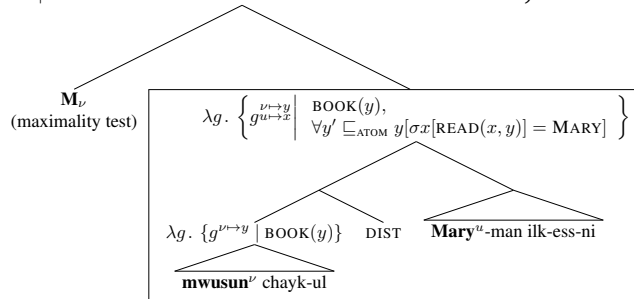 M_ν
(maximality test)
λg. { g^{ν↦y}_{u↦x} | BOOK(y),
∀y′ ⊑_ATOM y[σx[READ(x, y)] = MARY] }
λg. {g^{ν↦y} | BOOK(y)}
DIST
Mary^u-man ilk-ess-ni
mwusun^ν chayk-ul